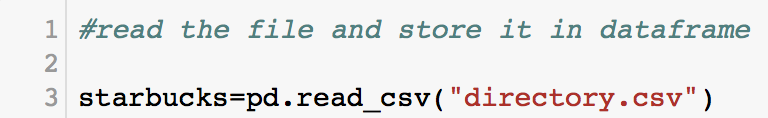 1 #read the file and store it in dataframe
2
3 starbucks=pd.read_csv("directory.csv")